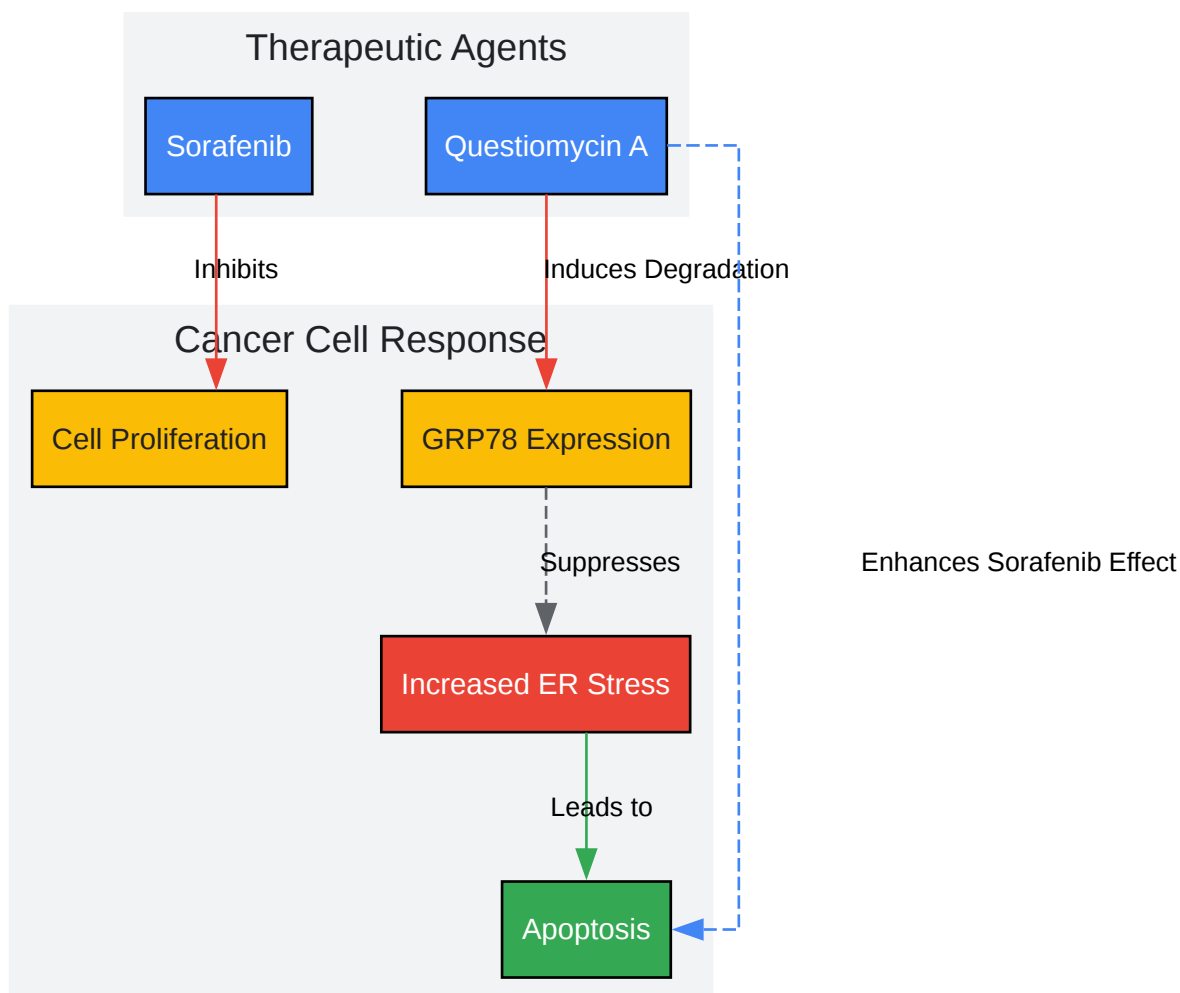 Therapeutic Agents
Sorafenib
Questiomycin A
Inhibits
Induces Degradation
Cancer Cell Response
Cell Proliferation
GRP78 Expression
Suppresses
Enhances Sorafenib Effect
Increased ER Stress
Leads to
Apoptosis